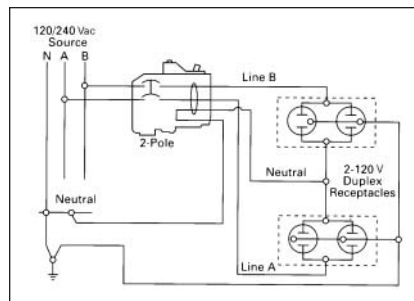 120/240 Vac
Source
N A B
Line B
2-Pole
Neutral
Neutral
2-120 V
Duplex
Receptacles
Line A